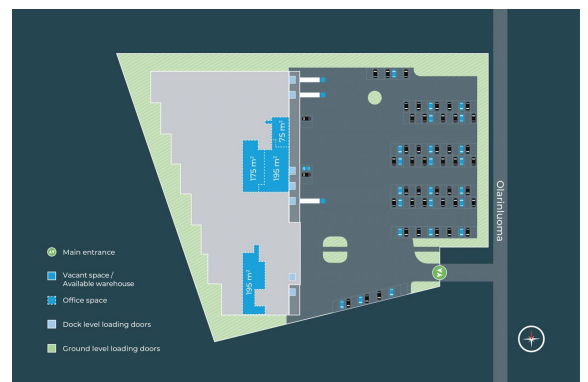 75 m²
175 m²
195 m²
195 m²
Olarinluoma
Main entrance
Vacant space /
Available warehouse
Office space
Dock level loading doors
Ground level loading doors